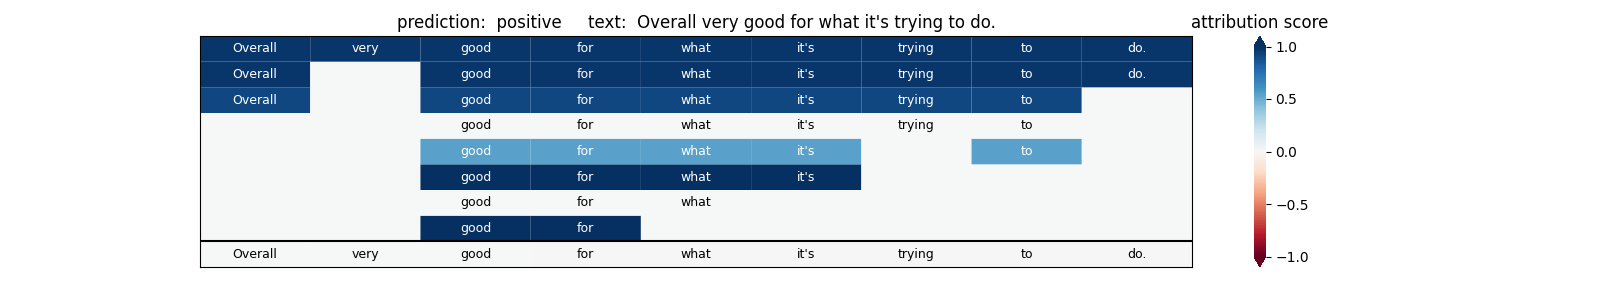 prediction:  positive     text:  Overall very good for what it's trying to do.
attribution score
Overall very good for what it's trying to do.
Overall good for what it's trying to do.
Overall good for what it's trying to
good for what it's trying to
good for what it's to
good for what it's
good for what
good for
Overall very good for what it's trying to do.
1.0
0.5
0.0
−0.5
−1.0